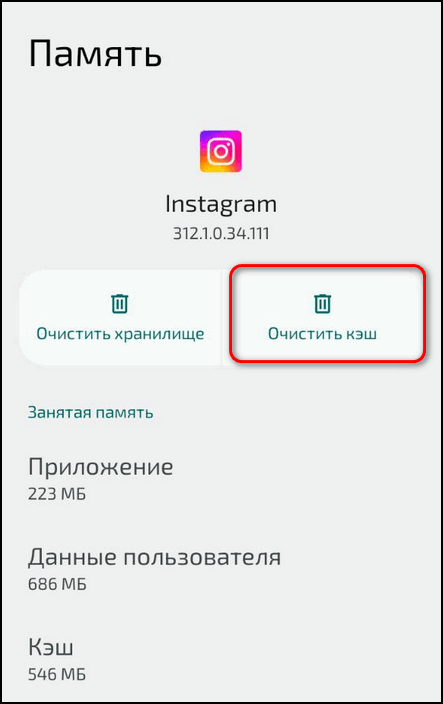 Память
Instagram
312.1.0.34.111
Очистить хранилище
Очистить кэш
Занятая память
Приложение
223 МБ
Данные пользователя
686 МБ
Кэш
546 МБ